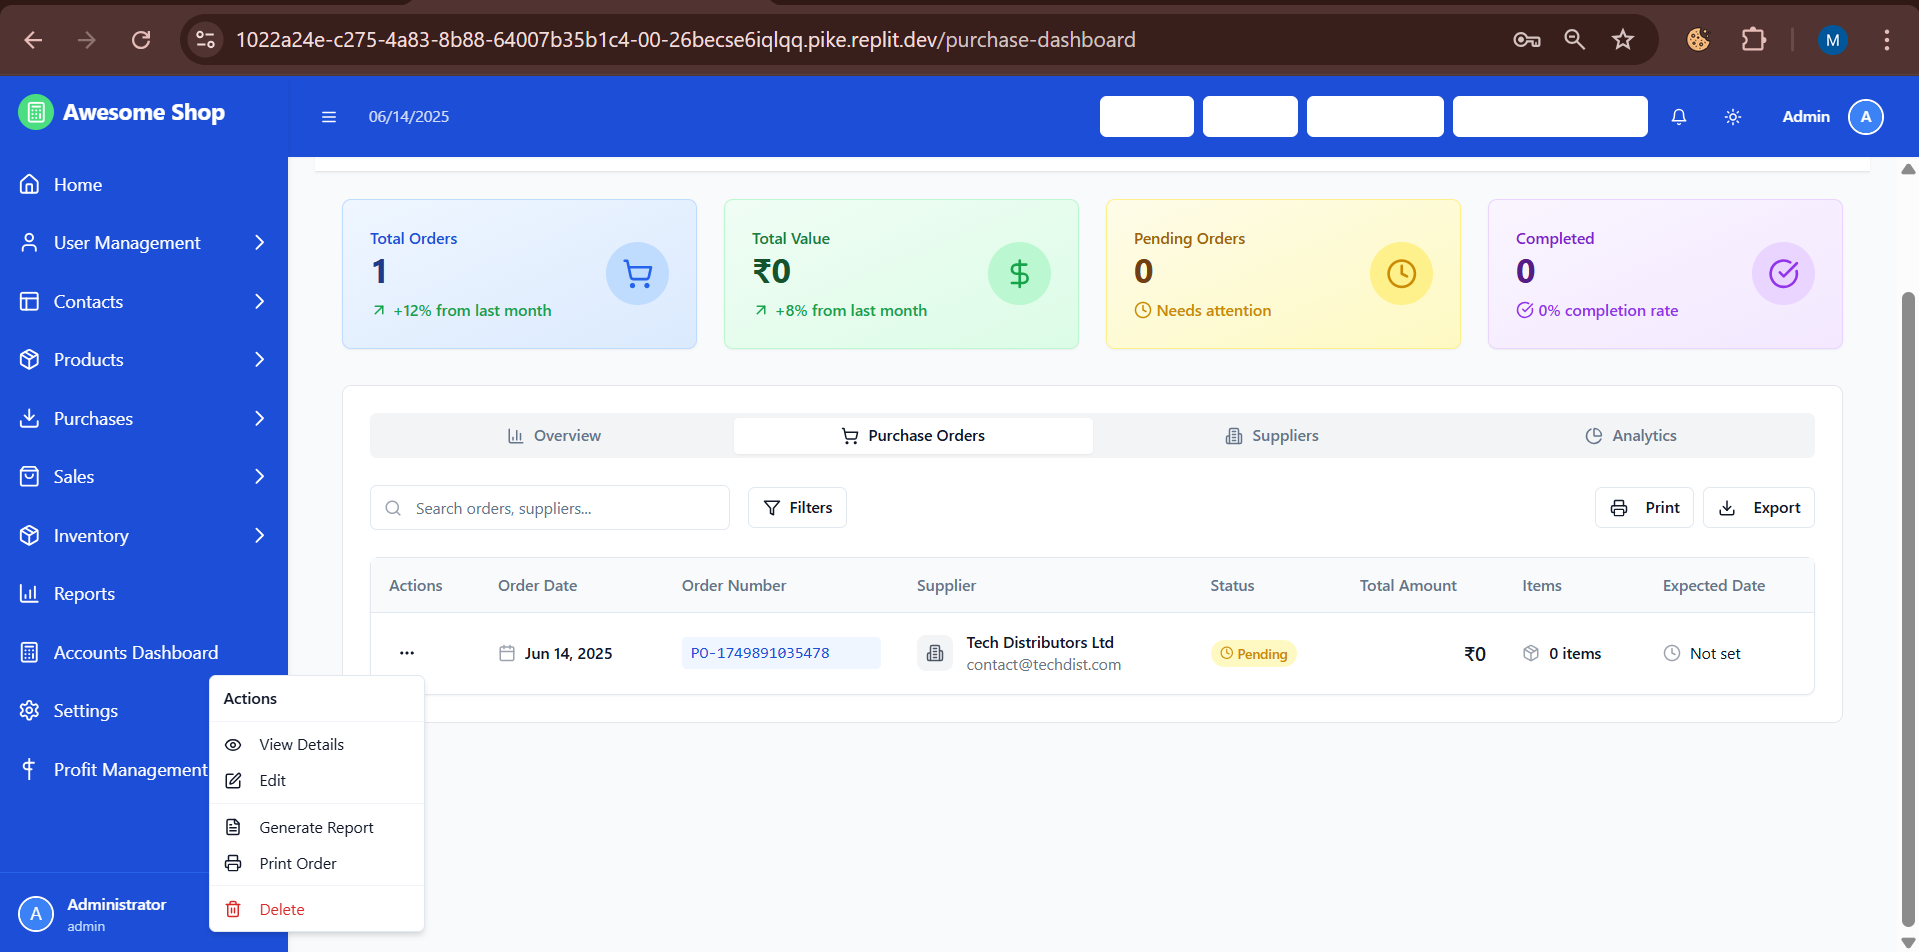 1022a24e-c275-4a83-8b88-64007b35b1c4-00-26becse6iqlqq.pike.replit.dev/purchase-dashboard
M
Awesome Shop
06/14/2025
Admin
A
Home
User Management
Contacts
Products
Purchases
Sales
Inventory
Reports
Accounts Dashboard
Settings
Profit Management
A
Administrator
admin
Total Orders
1
+12% from last month
Total Value
₹0
+8% from last month
Pending Orders
0
Needs attention
Completed
0
0% completion rate
Overview
Purchase Orders
Suppliers
Analytics
Search orders, suppliers...
Filters
Print
Export
Actions Order Date Order Number Supplier Status Total Amount Items Expected Date
Jun 14, 2025 PO-1749891035478 Tech Distributors Ltd Pending ₹0 0 items Not set
contact@techdist.com
Actions
View Details
Edit
Generate Report
Print Order
Delete